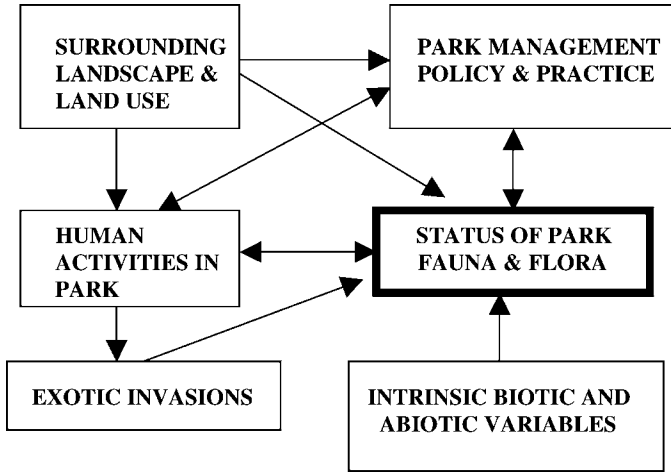 SURROUNDING
LANDSCAPE &
LAND USE
PARK MANAGEMENT
POLICY & PRACTICE
HUMAN
ACTIVITIES IN
PARK
STATUS OF PARK
FAUNA & FLORA
EXOTIC INVASIONS
INTRINSIC BIOTIC AND
ABIOTIC VARIABLES